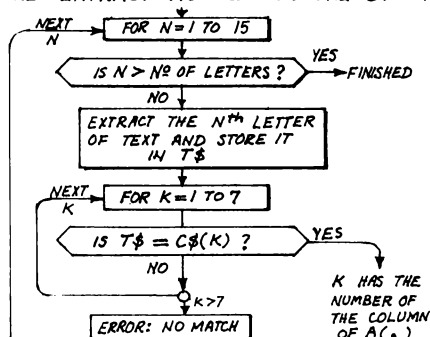 NEXT
N
FOR N=1 TO 15
YES
IS N > Nº OF LETTERS ?
FINISHED
NO
EXTRACT THE Nth LETTER
OF TEXT AND STORE IT
IN T$
NEXT
K
FOR K=1 TO 7
YES
IS T$ = C$(K) ?
NO
K HAS THE
NUMBER OF
THE COLUMN
OF A(
K>7
ERROR: NO MATCH